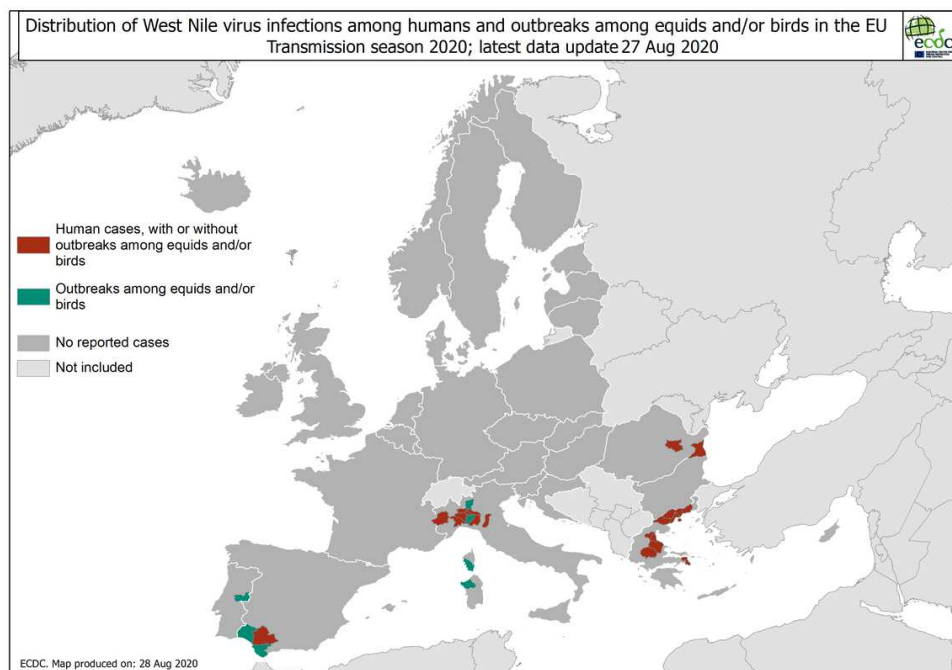 Distribution of West Nile virus infections among humans and outbreaks among equids and/or birds in the EU
Transmission season 2020; latest data update 27 Aug 2020
ecdc
Human cases, with or without
outbreaks among equids and/or
birds
Outbreaks among equids and/or
birds
No reported cases
Not included
ECDC. Map produced on: 28 Aug 2020